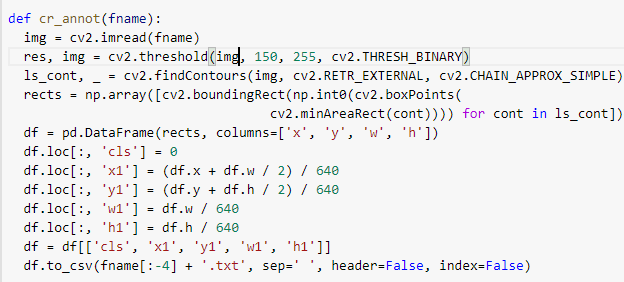 def cr_annot(fname):
img = cv2.imread(fname)
res, img = cv2.threshold(img, 150, 255, cv2.THRESH_BINARY)
ls_cont, _ = cv2.findContours(img, cv2.RETR_EXTERNAL, cv2.CHAIN_APPROX_SIMPLE)
rects = np.array([cv2.boundingRect(np.int0(cv2.boxPoints(
cv2.minAreaRect(cont)))) for cont in ls_cont])
df = pd.DataFrame(rects, columns=['x', 'y', 'w', 'h'])
df.loc[:, 'cls'] = 0
df.loc[:, 'x1'] = (df.x + df.w / 2) / 640
df.loc[:, 'y1'] = (df.y + df.h / 2) / 640
df.loc[:, 'w1'] = df.w / 640
df.loc[:, 'h1'] = df.h / 640
df = df[['cls', 'x1', 'y1', 'w1', 'h1']]
df.to_csv(fname[:-4] + '.txt', sep=' ', header=False, index=False)